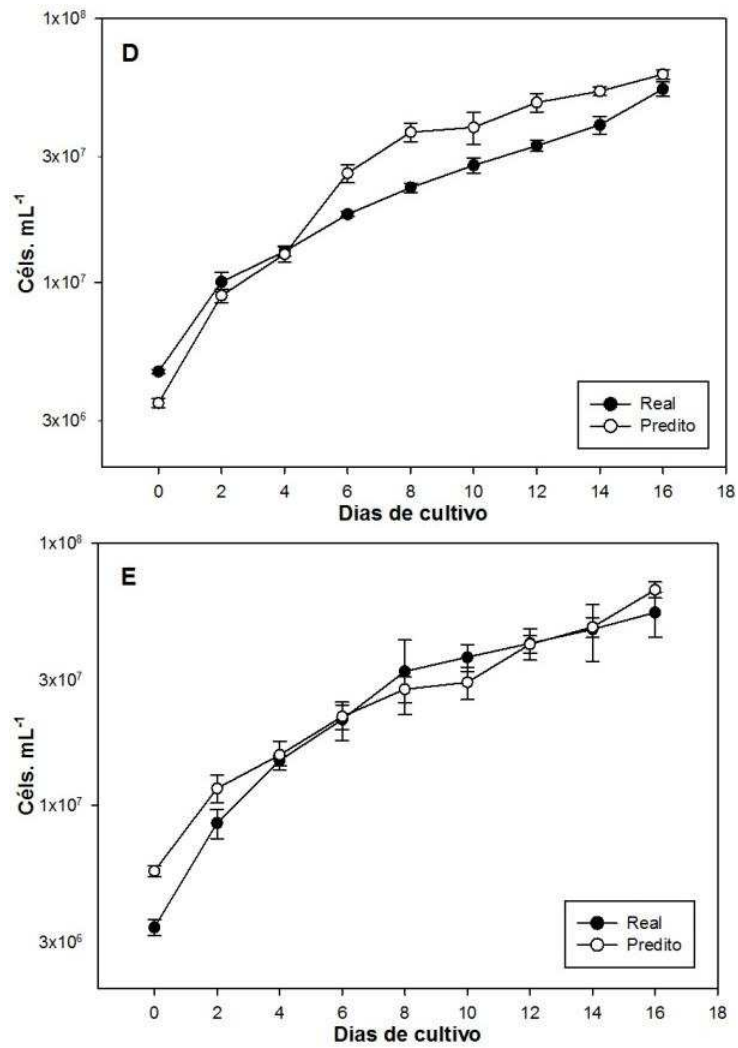 D
1x10⁸
3x10⁷
1x10⁷
3x10⁶
Céls. mL⁻¹
Real
Predito
0 2 4 6 8 10 12 14 16 18
Dias de cultivo
E
1x10⁸
3x10⁷
1x10⁷
3x10⁶
Céls. mL⁻¹
Real
Predito
0 2 4 6 8 10 12 14 16 18
Dias de cultivo